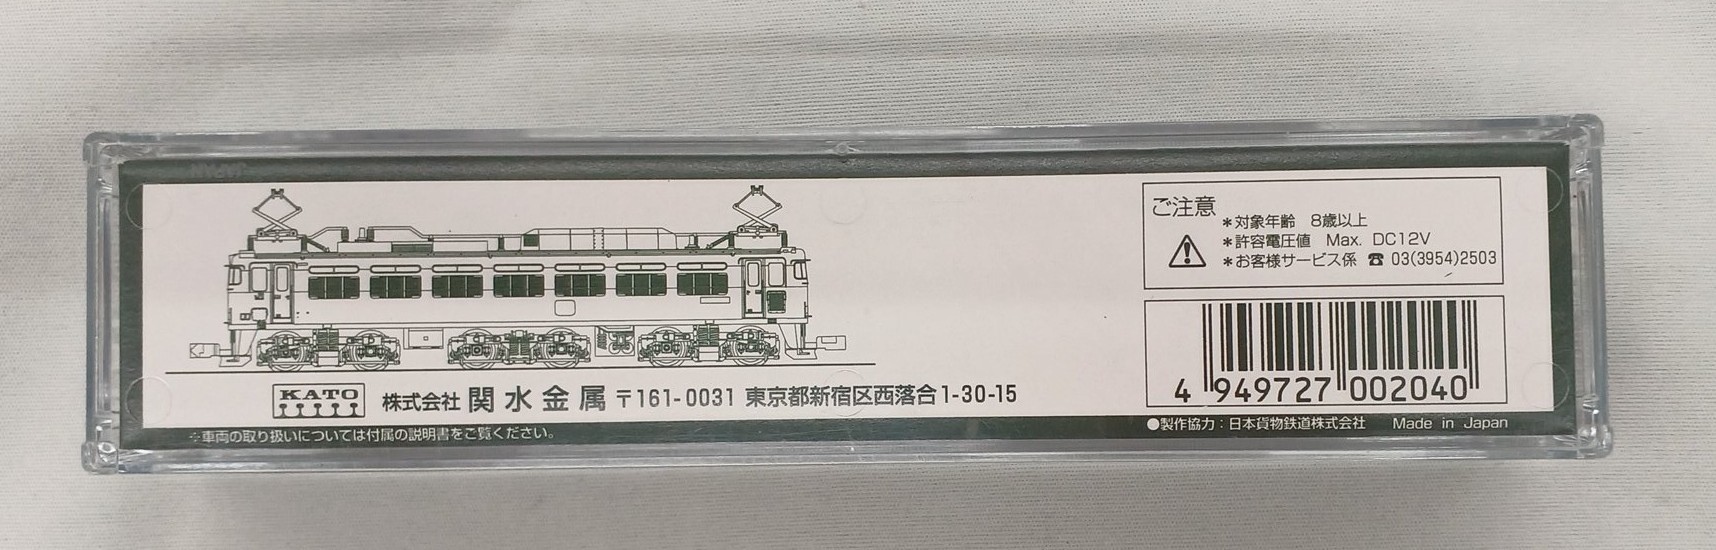 ご注意
*対象年齢 8歳以上
*許容電圧値 Max. DC12V
*お客様サービス係 ☎ 03(3954)2503
4 949727 002040
KATO 株式会社 関水金属 〒161-0031 東京都新宿区西落合1-30-15
※車両の取り扱いについては付属の説明書をご覧ください。
●製作協力：日本貨物鉄道株式会社 Made in Japan